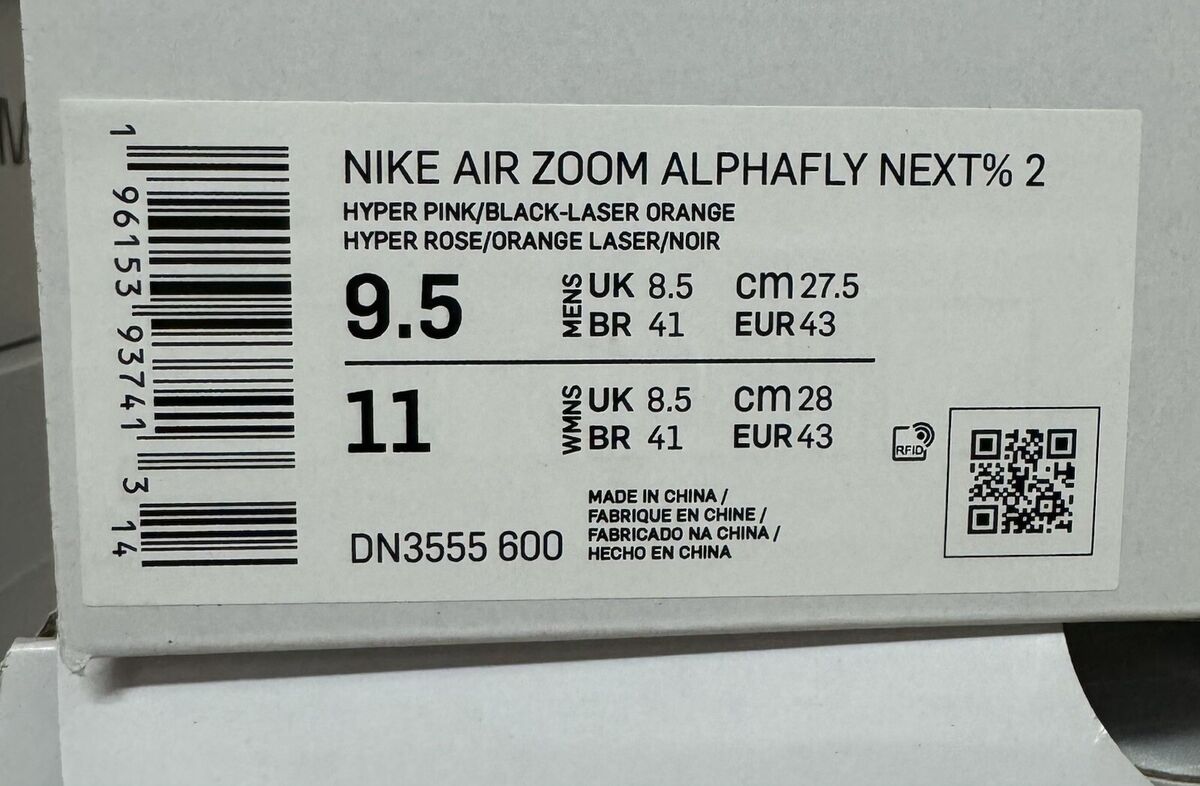 1 96153 93741 3 14
NIKE AIR ZOOM ALPHAFLY NEXT% 2
HYPER PINK/BLACK-LASER ORANGE
HYPER ROSE/ORANGE LASER/NOIR
9.5 MENS UK 8.5 CM 27.5
BR 41 EUR 43
11 WMNS UK 8.5 CM 28
BR 41 EUR 43
RFID
DN3555 600
MADE IN CHINA /
FABRIQUE EN CHINE /
FABRICADO NA CHINA /
HECHO EN CHINA